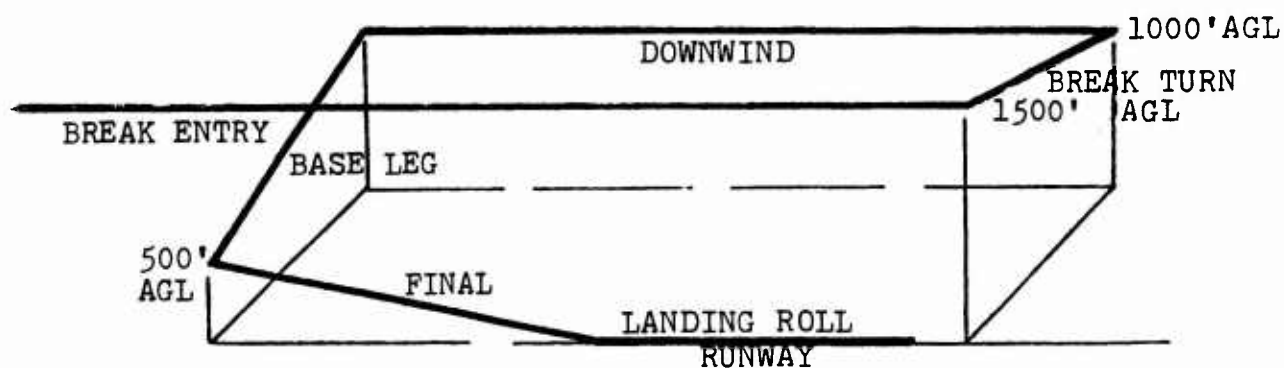 1000'AGL
DOWNWIND
BREAK TURN
1500' AGL
BREAK ENTRY
BASE LEG
500'
AGL
FINAL
LANDING ROLL
RUNWAY